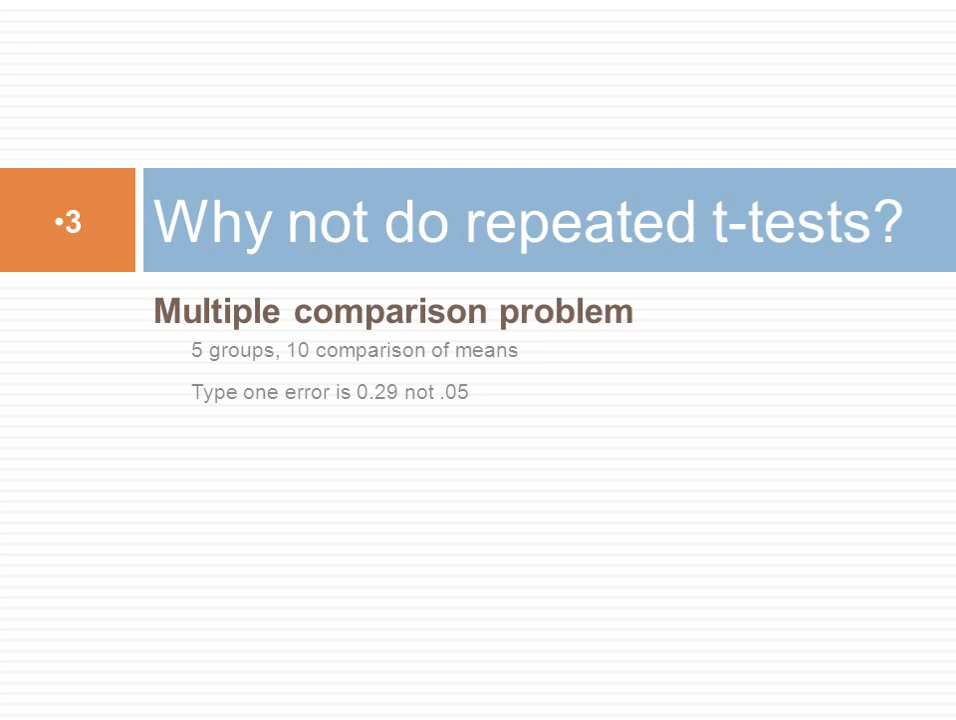 •3
Why not do repeated t-tests?
Multiple comparison problem
5 groups, 10 comparison of means
Type one error is 0.29 not .05